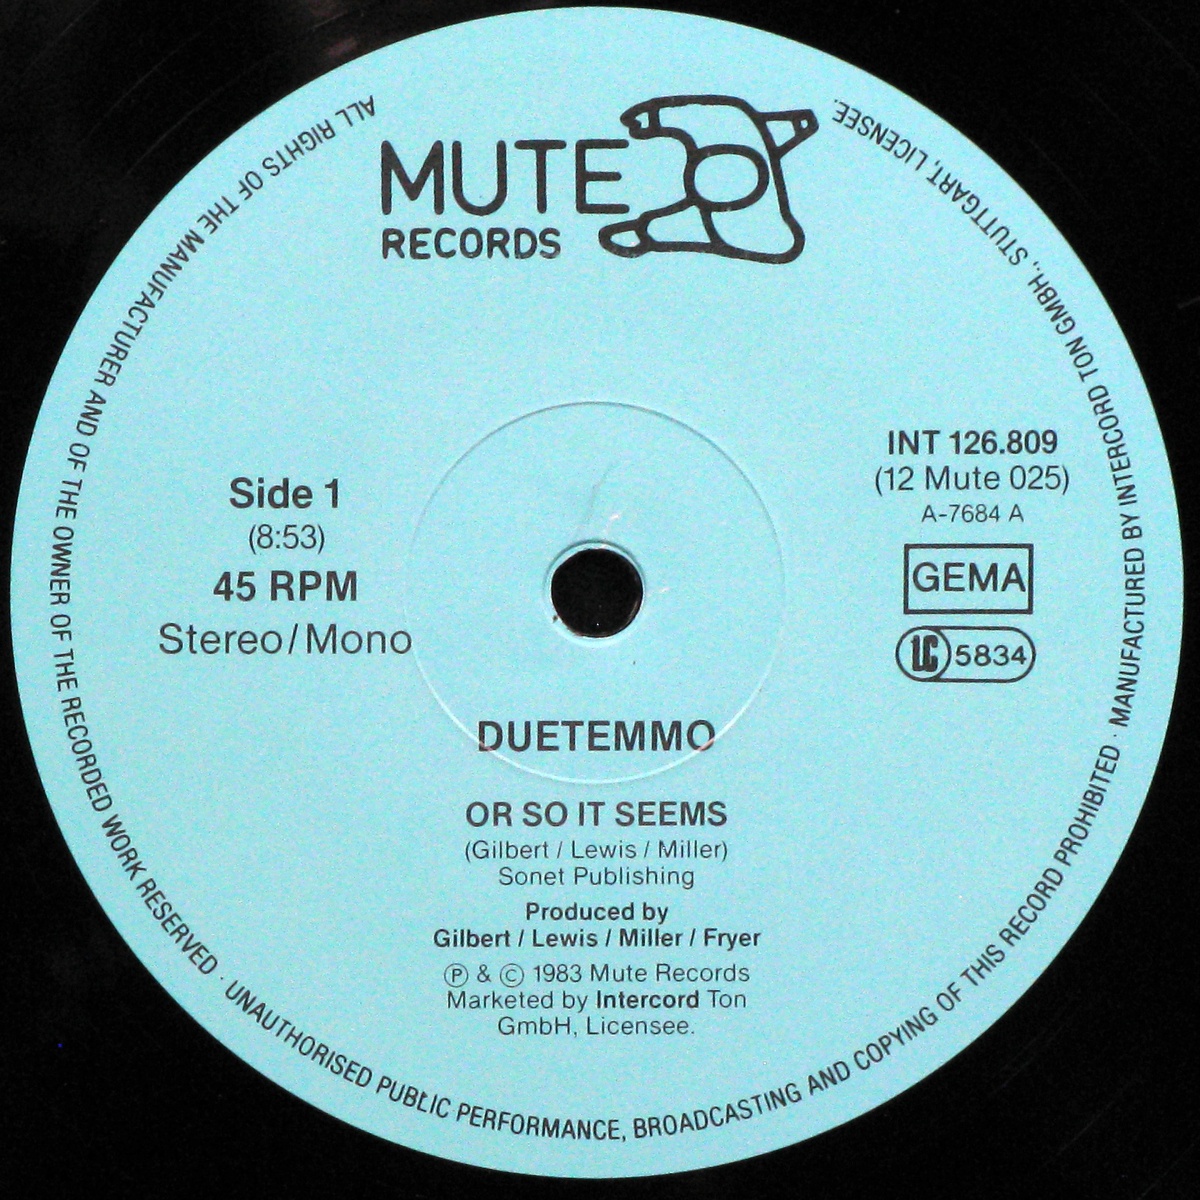 MUTE
RECORDS
ALL RIGHTS OF THE MANUFACTURER AND OF THE OWNER OF THE RECORDED WORK RESERVED · UNAUTHORISED PUBLIC PERFORMANCE, BROADCASTING AND COPYING OF THIS RECORD PROHIBITED · MANUFACTURED BY INTERCORD TON GMBH., STUTTGART, LICENSEE.
Side 1
(8:53)
45 RPM
Stereo/Mono
INT 126.809
(12 Mute 025)
A-7684 A
GEMA
LC 5834
DUETEMMO
OR SO IT SEEMS
(Gilbert / Lewis / Miller)
Sonet Publishing
Produced by
Gilbert / Lewis / Miller / Fryer
Ⓟ & © 1983 Mute Records
Marketed by Intercord Ton
GmbH, Licensee.